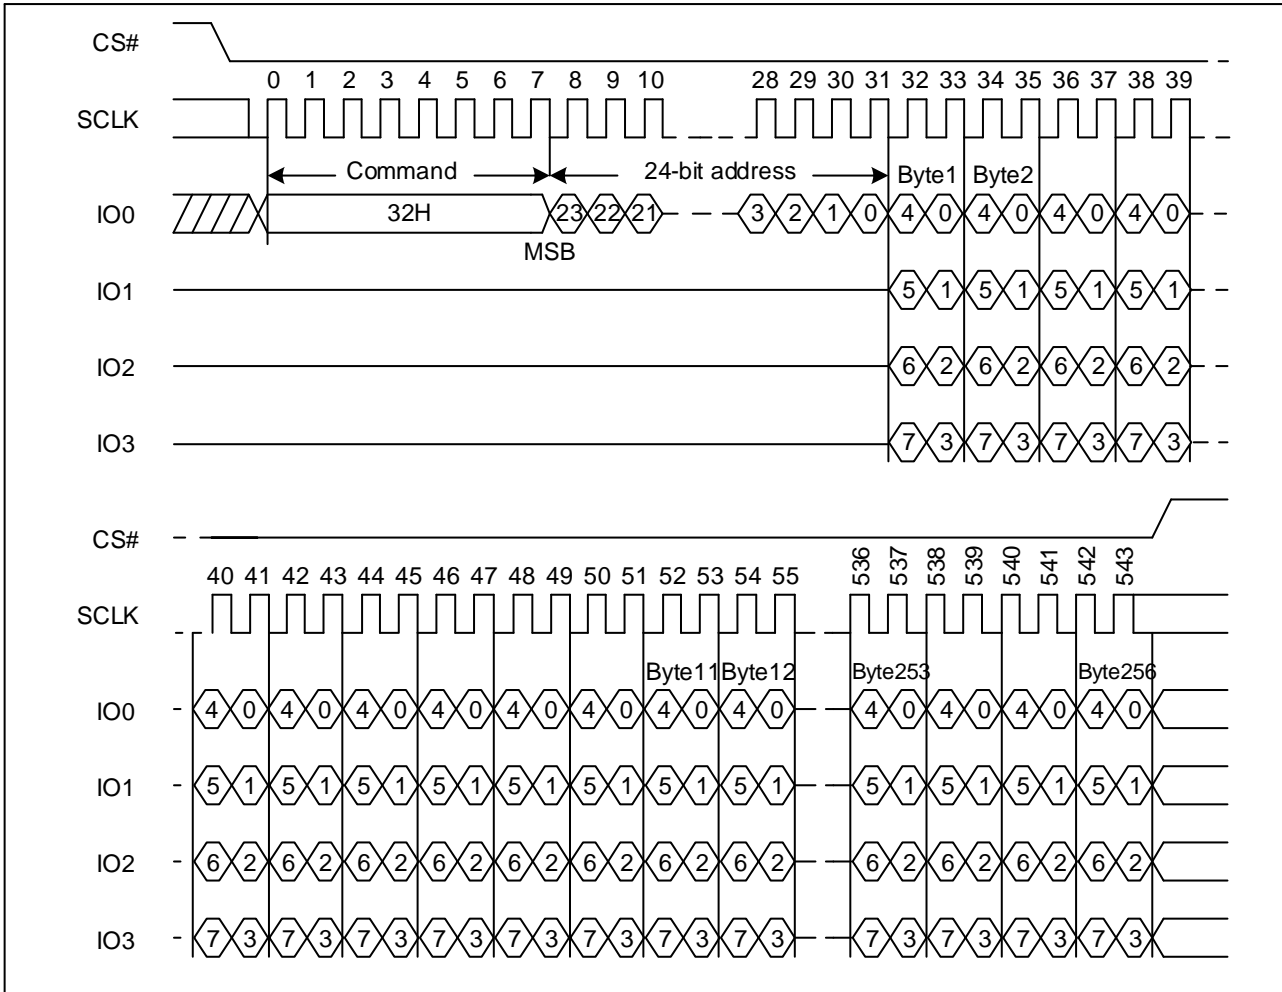 CS#
0 1 2 3 4 5 6 7 8 9 10 28 29 30 31 32 33 34 35 36 37 38 39
SCLK
Command 24-bit address Byte1 Byte2
IO0 32H 23 22 21 3 2 1 0 4 0 4 0 4 0 4 0
MSB
IO1 5 1 5 1 5 1 5 1
IO2 6 2 6 2 6 2 6 2
IO3 7 3 7 3 7 3 7 3
CS#
40 41 42 43 44 45 46 47 48 49 50 51 52 53 54 55 536 537 538 539 540 541 542 543
SCLK
Byte11 Byte12 Byte253 Byte256
IO0 4 0 4 0 4 0 4 0 4 0 4 0 4 0 4 0 4 0 4 0 4 0 4 0
IO1 5 1 5 1 5 1 5 1 5 1 5 1 5 1 5 1 5 1 5 1 5 1 5 1
IO2 6 2 6 2 6 2 6 2 6 2 6 2 6 2 6 2 6 2 6 2 6 2 6 2
IO3 7 3 7 3 7 3 7 3 7 3 7 3 7 3 7 3 7 3 7 3 7 3 7 3